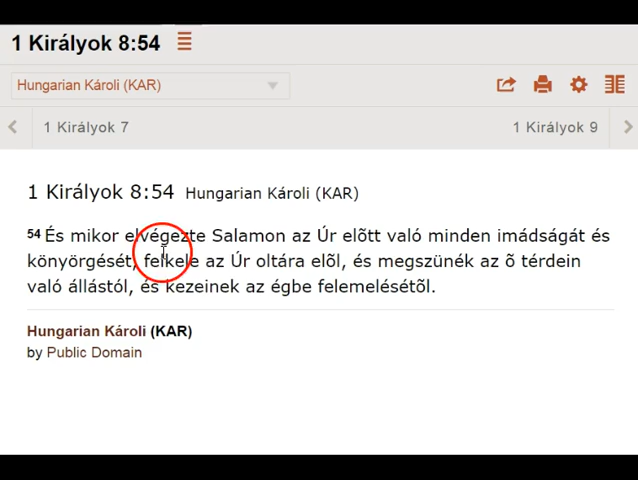 1 Királyok 8:54
Hungarian Károli (KAR)
1 Királyok 7
1 Királyok 9
1 Királyok 8:54 Hungarian Károli (KAR)
54 És mikor elvégezte Salamon az Úr elõtt való minden imádságát és
könyörgését, felkele az Úr oltára elõl, és megszünék az õ térdein
való állástól, és kezeinek az égbe felemelésétõl.
Hungarian Károli (KAR)
by Public Domain